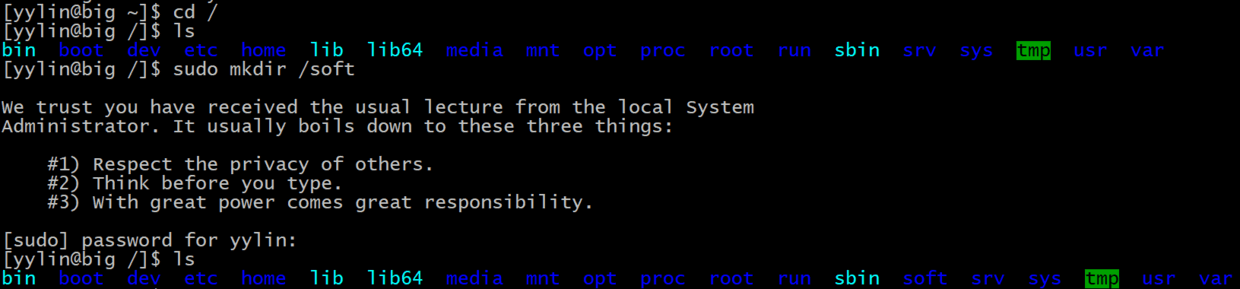 [yylin@big ~]$ cd /
[yylin@big /]$ ls
bin boot dev etc home lib lib64 media mnt opt proc root run sbin srv sys tmp usr var
[yylin@big /]$ sudo mkdir /soft
We trust you have received the usual lecture from the local System
Administrator. It usually boils down to these three things:
#1) Respect the privacy of others.
#2) Think before you type.
#3) With great power comes great responsibility.
[sudo] password for yylin:
[yylin@big /]$ ls
bin boot dev etc home lib lib64 media mnt opt proc root run sbin soft srv sys tmp usr var